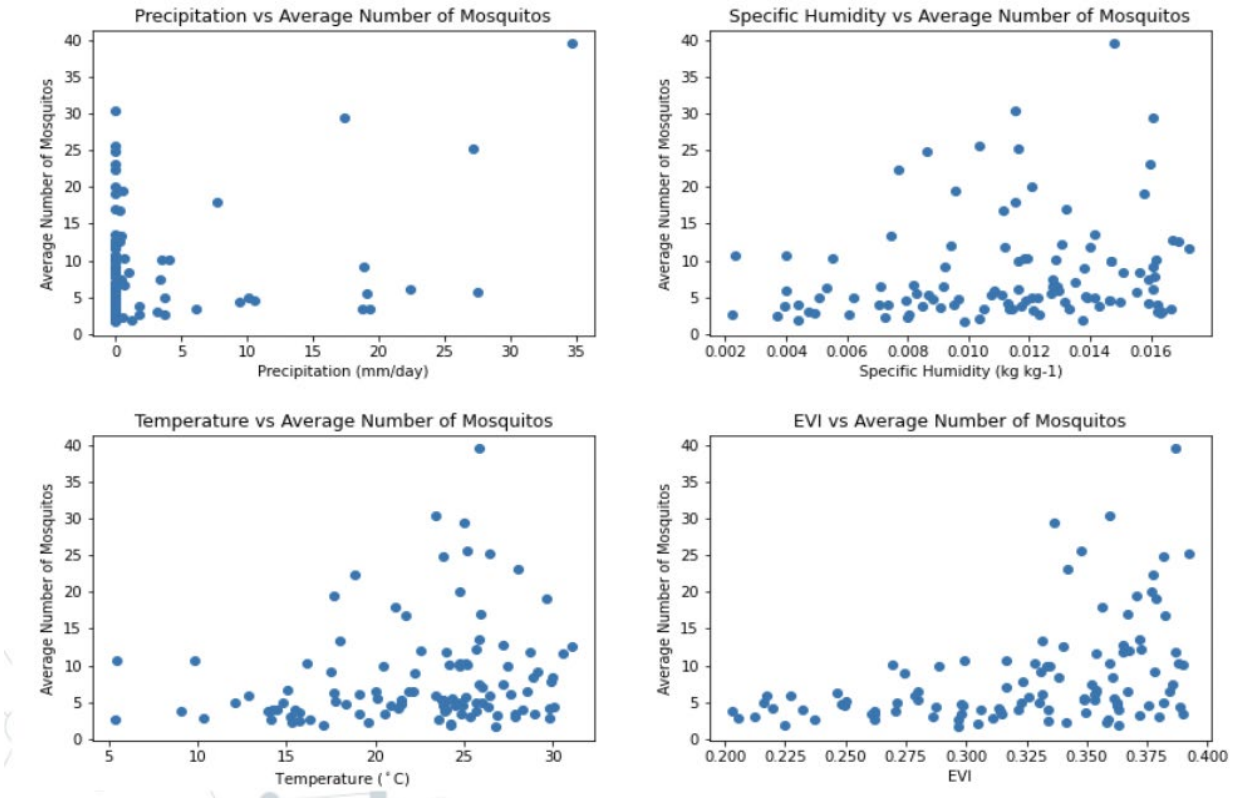 Precipitation vs Average Number of Mosquitos
Average Number of Mosquitos
40
35
30
25
20
15
10
5
0
0 5 10 15 20 25 30 35
Precipitation (mm/day)
Specific Humidity vs Average Number of Mosquitos
Average Number of Mosquitos
40
35
30
25
20
15
10
5
0
0.002 0.004 0.006 0.008 0.010 0.012 0.014 0.016
Specific Humidity (kg kg-1)
Temperature vs Average Number of Mosquitos
Average Number of Mosquitos
40
35
30
25
20
15
10
5
0
5 10 15 20 25 30
Temperature (˚C)
EVI vs Average Number of Mosquitos
Average Number of Mosquitos
40
35
30
25
20
15
10
5
0
0.200 0.225 0.250 0.275 0.300 0.325 0.350 0.375 0.400
EVI